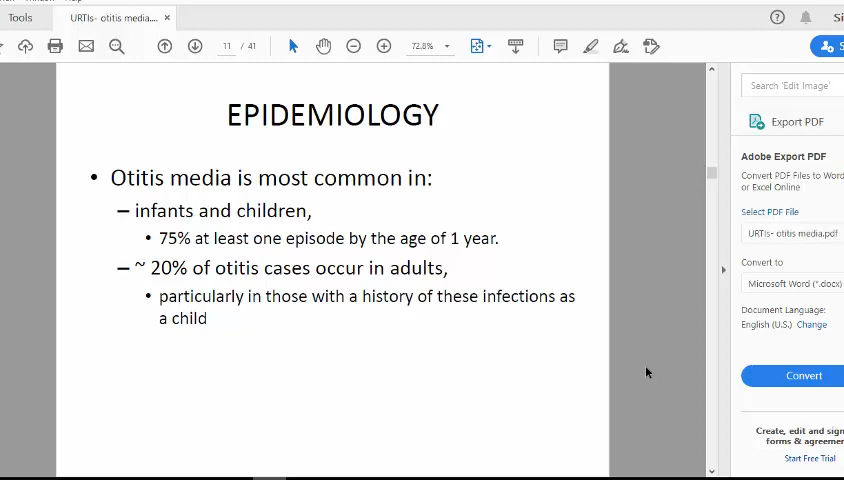 Tools
URTIs- otitis media....
×
11 / 41
72.8%
EPIDEMIOLOGY
• Otitis media is most common in:
– infants and children,
• 75% at least one episode by the age of 1 year.
– ~ 20% of otitis cases occur in adults,
• particularly in those with a history of these infections as
a child
Search 'Edit Image'
Export PDF
Adobe Export PDF
Convert PDF Files to Word
or Excel Online
Select PDF File
URTIs- otitis media.pdf
Convert to
Microsoft Word (*.docx)
Document Language:
English (U.S.) Change
Convert
Create, edit and sign
forms & agreeme
Start Free Trial